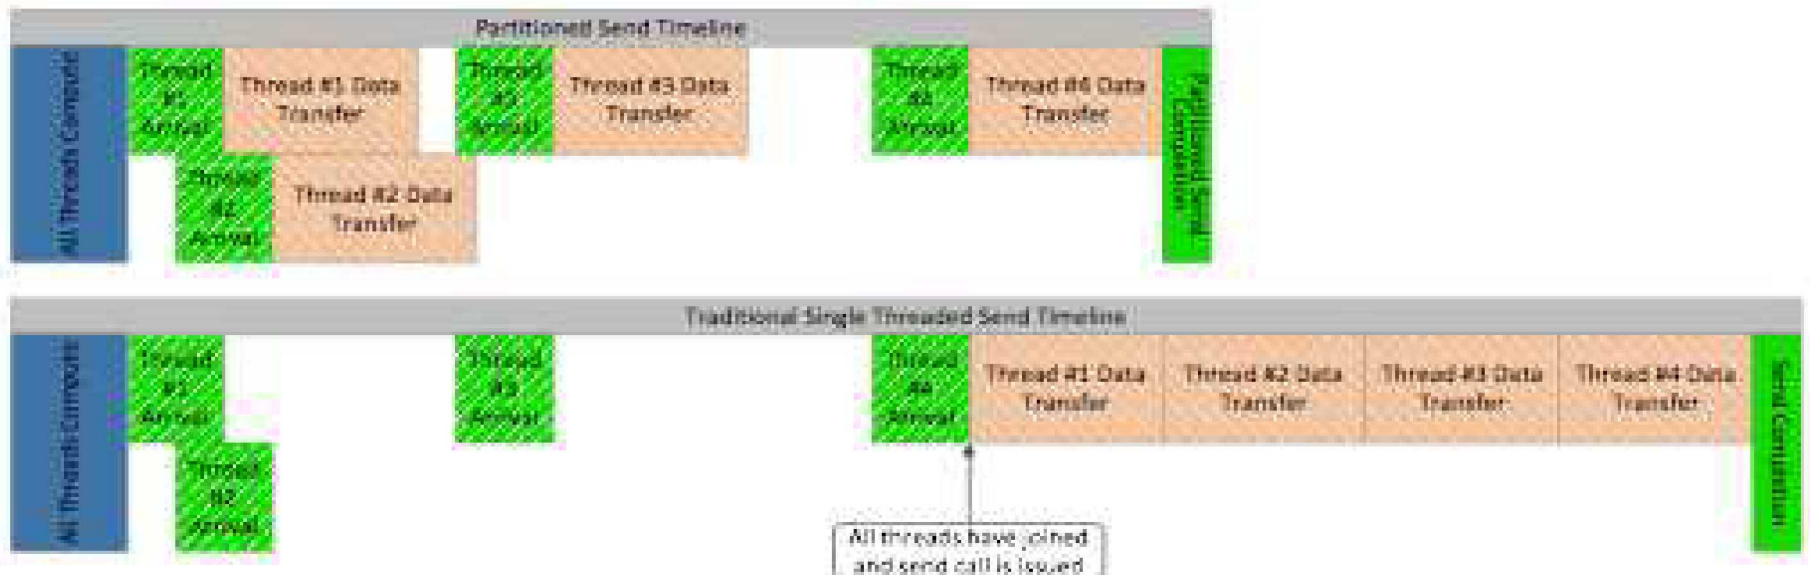 Partitioned Send Timeline
All Threads Compute
Thread
#1
Arrival
Thread #1 Data
Transfer
Thread
#3
Arrival
Thread #3 Data
Transfer
Thread
#4
Arrival
Thread #4 Data
Transfer
Partitioned Send
Completion
Thread
#2
Arrival
Thread #2 Data
Transfer
Traditional Single Threaded Send Timeline
All Threads Compute
Thread
#1
Arrival
Thread
#3
Arrival
Thread
#4
Arrival
Thread #1 Data
Transfer
Thread #2 Data
Transfer
Thread #3 Data
Transfer
Thread #4 Data
Transfer
Send Completion
Thread
#2
Arrival
All threads have joined
and send call is issued